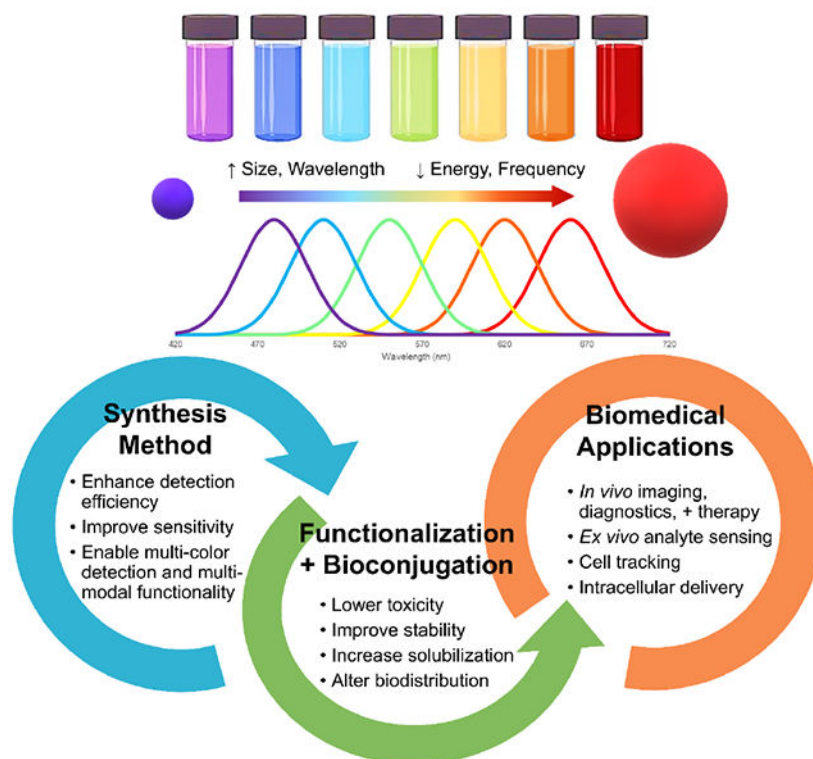 ↑ Size, Wavelength ↓ Energy, Frequency
420 470 520 570 620 670 720
Wavelength (nm)
Synthesis
Method
• Enhance detection
efficiency
• Improve sensitivity
• Enable multi-color
detection and multi-
modal functionality
Functionalization
+ Bioconjugation
• Lower toxicity
• Improve stability
• Increase solubilization
• Alter biodistribution
Biomedical
Applications
• In vivo imaging,
diagnostics, + therapy
• Ex vivo analyte sensing
• Cell tracking
• Intracellular delivery